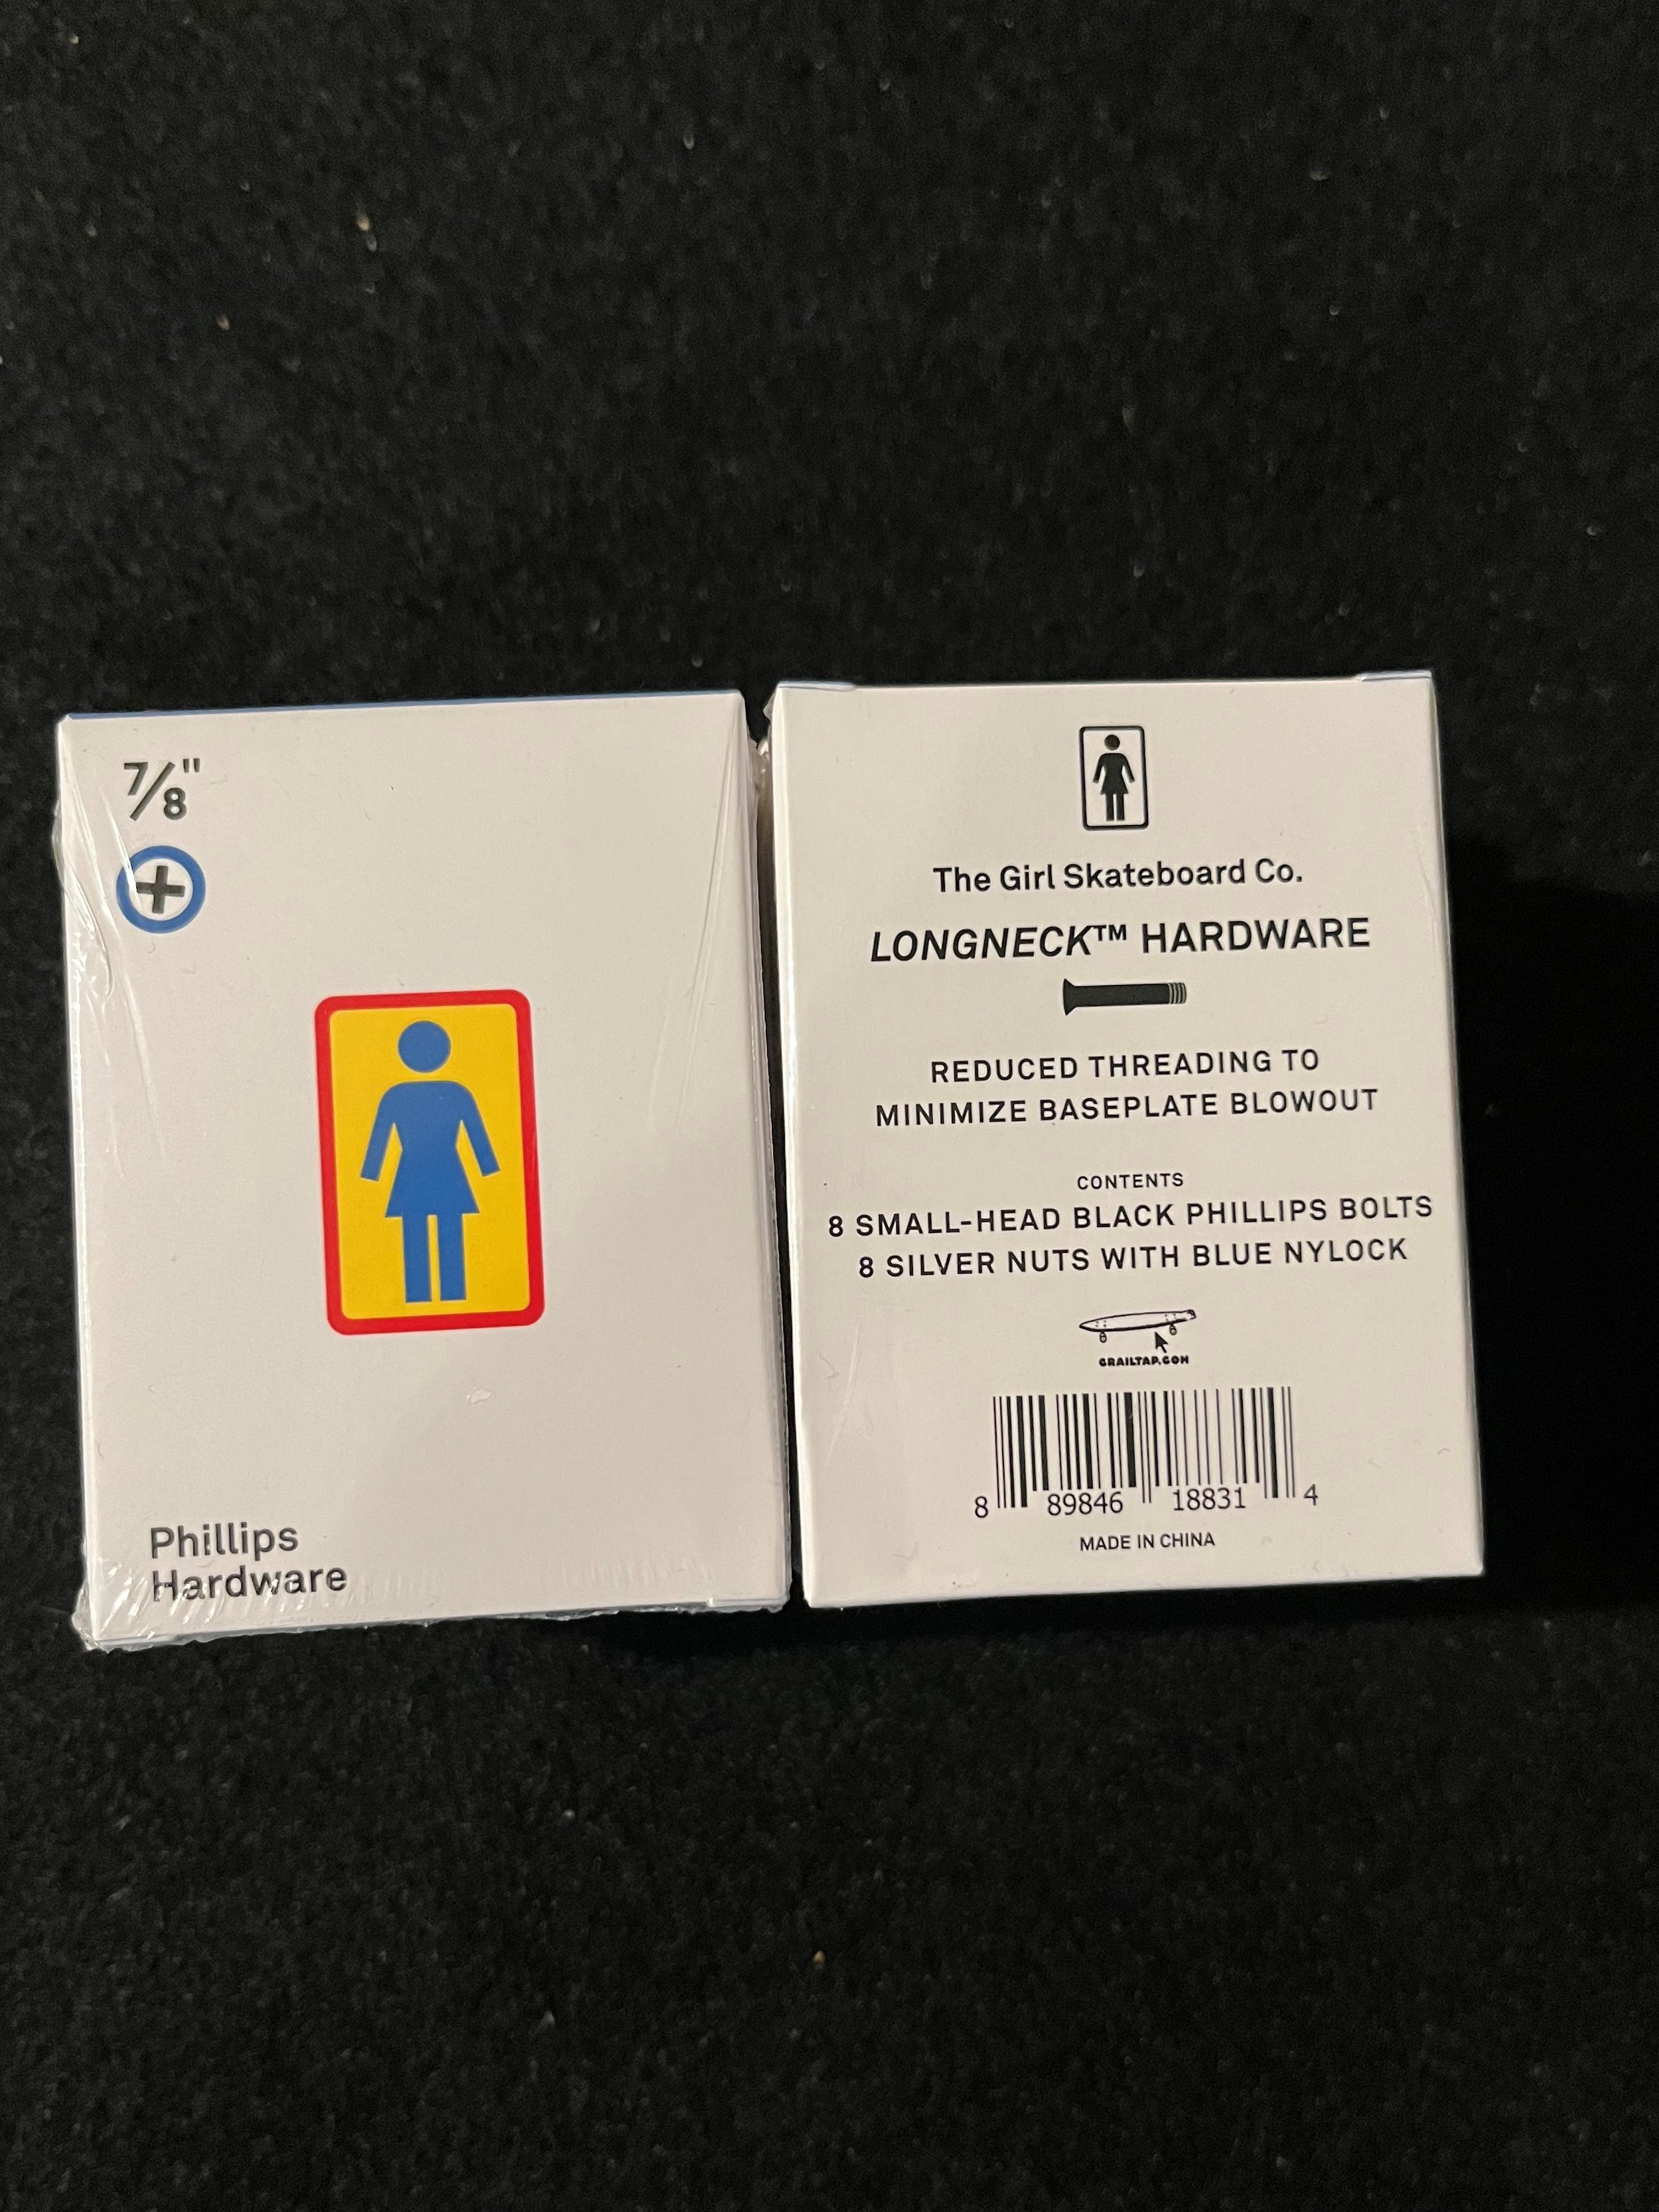 7/8"
Phillips
Hardware
The Girl Skateboard Co.
LONGNECK™ HARDWARE
REDUCED THREADING TO
MINIMIZE BASEPLATE BLOWOUT
CONTENTS
8 SMALL-HEAD BLACK PHILLIPS BOLTS
8 SILVER NUTS WITH BLUE NYLOCK
CRAILTAP.COM
8 89846 18831 4
MADE IN CHINA